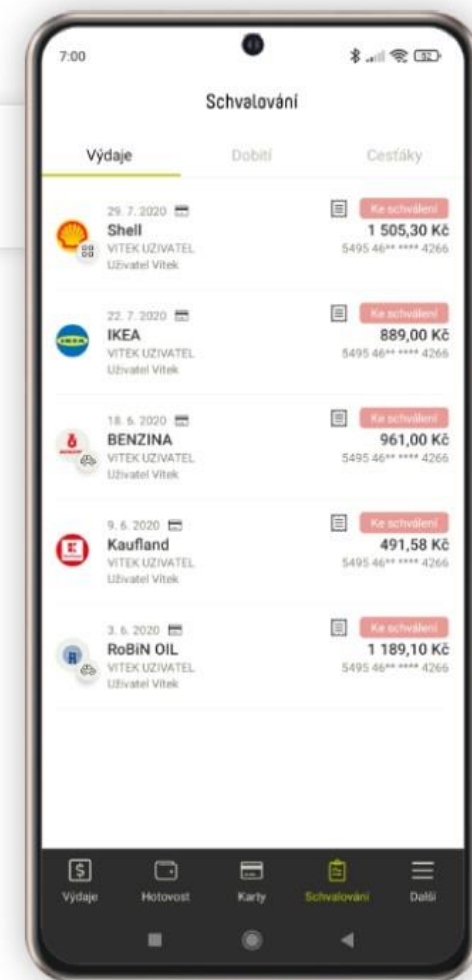 7:00
52
Schvalování
Výdaje Dobití Cesťáky
29. 7. 2020 Ke schválení
Shell 1 505,30 Kč
VITEK UZIVATEL 5495 46** **** 4266
Uživatel Vítek
22. 7. 2020 Ke schválení
IKEA IKEA 889,00 Kč
VITEK UZIVATEL 5495 46** **** 4266
Uživatel Vítek
18. 6. 2020 Ke schválení
BENZINA 961,00 Kč
VITEK UZIVATEL 5495 46** **** 4266
Uživatel Vítek
9. 6. 2020 Ke schválení
Kaufland 491,58 Kč
VITEK UZIVATEL 5495 46** **** 4266
Uživatel Vítek
3. 6. 2020 Ke schválení
RoBiN OIL 1 189,10 Kč
VITEK UZIVATEL 5495 46** **** 4266
Uživatel Vítek
Výdaje Hotovost Karty Schvalování Další